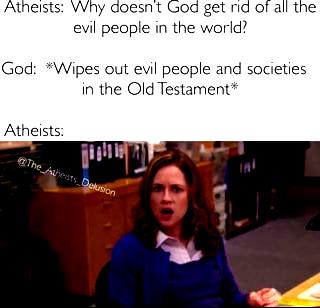 Atheists: Why doesn't God get rid of all the
evil people in the world?
God: *Wipes out evil people and societies
in the Old Testament*
Atheists:
@The_Atheists_Delusion